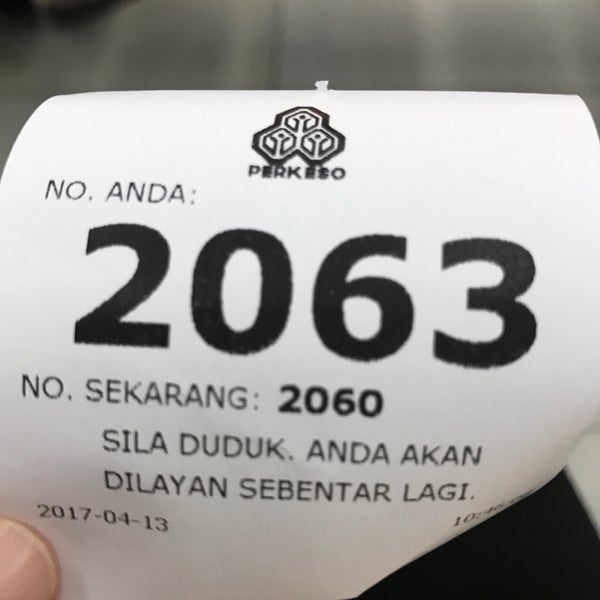 PERKESO
NO. ANDA:
2063
NO. SEKARANG: 2060
SILA DUDUK. ANDA AKAN
DILAYAN SEBENTAR LAGI.
2017-04-13